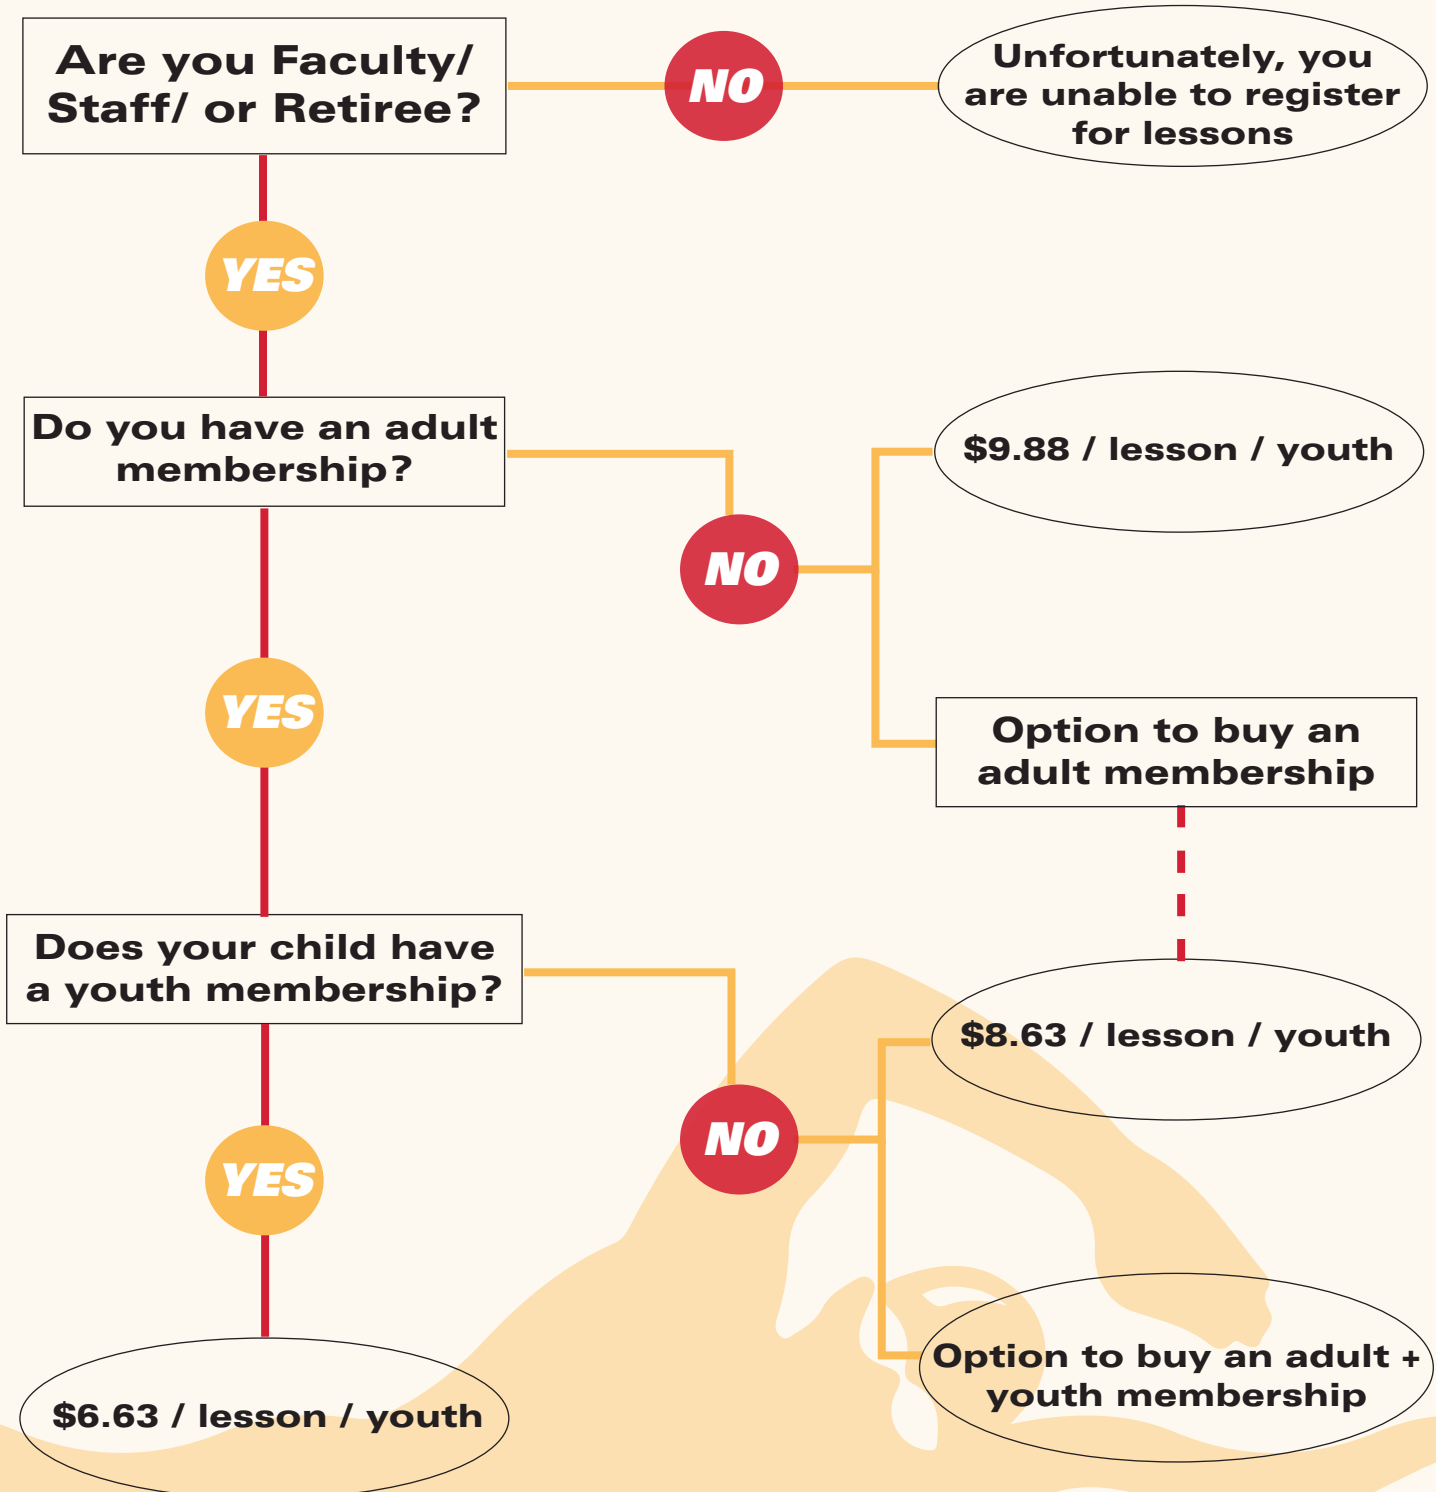 Are you Faculty/
Staff/ or Retiree?
NO
Unfortunately, you
are unable to register
for lessons
YES
Do you have an adult
membership?
NO
$9.88 / lesson / youth
Option to buy an
adult membership
YES
Does your child have
a youth membership?
NO
$8.63 / lesson / youth
Option to buy an adult +
youth membership
YES
$6.63 / lesson / youth